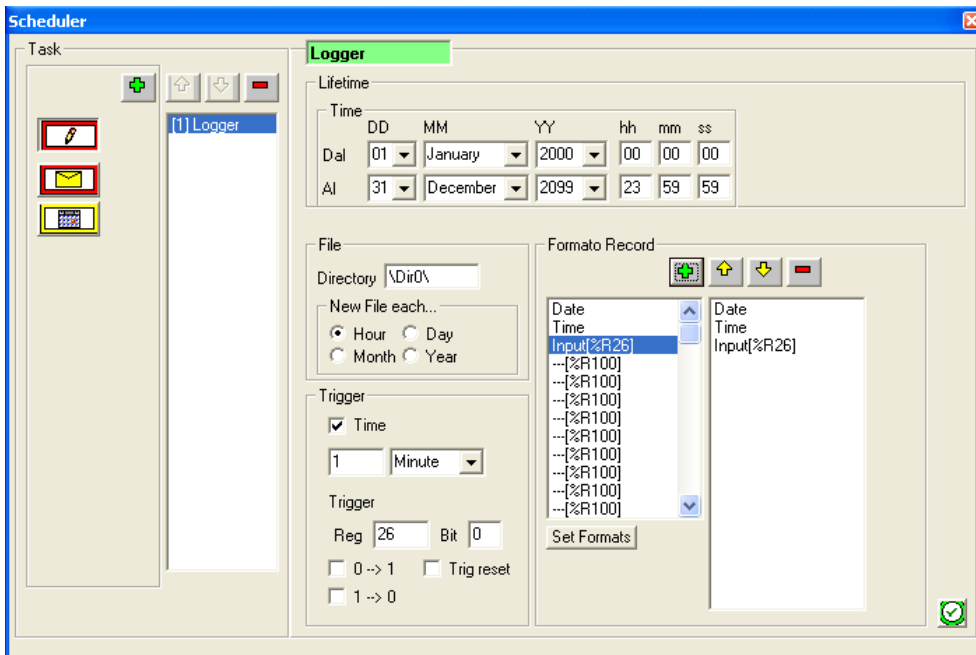 Scheduler
Task
[1] Logger
Logger
Lifetime
Time
DD MM YY hh mm ss
Dal 01 January 2000 00 00 00
Al 31 December 2099 23 59 59
File
Directory \Dir0\
New File each...
Hour Day
Month Year
Trigger
Time
1 Minute
Trigger
Reg 26 Bit 0
0 --> 1 Trig reset
1 --> 0
Formato Record
Date
Time
Input[%R26]
---[%R100]
---[%R100]
---[%R100]
---[%R100]
---[%R100]
---[%R100]
---[%R100]
---[%R100]
---[%R100]
Set Formats
Date
Time
Input[%R26]